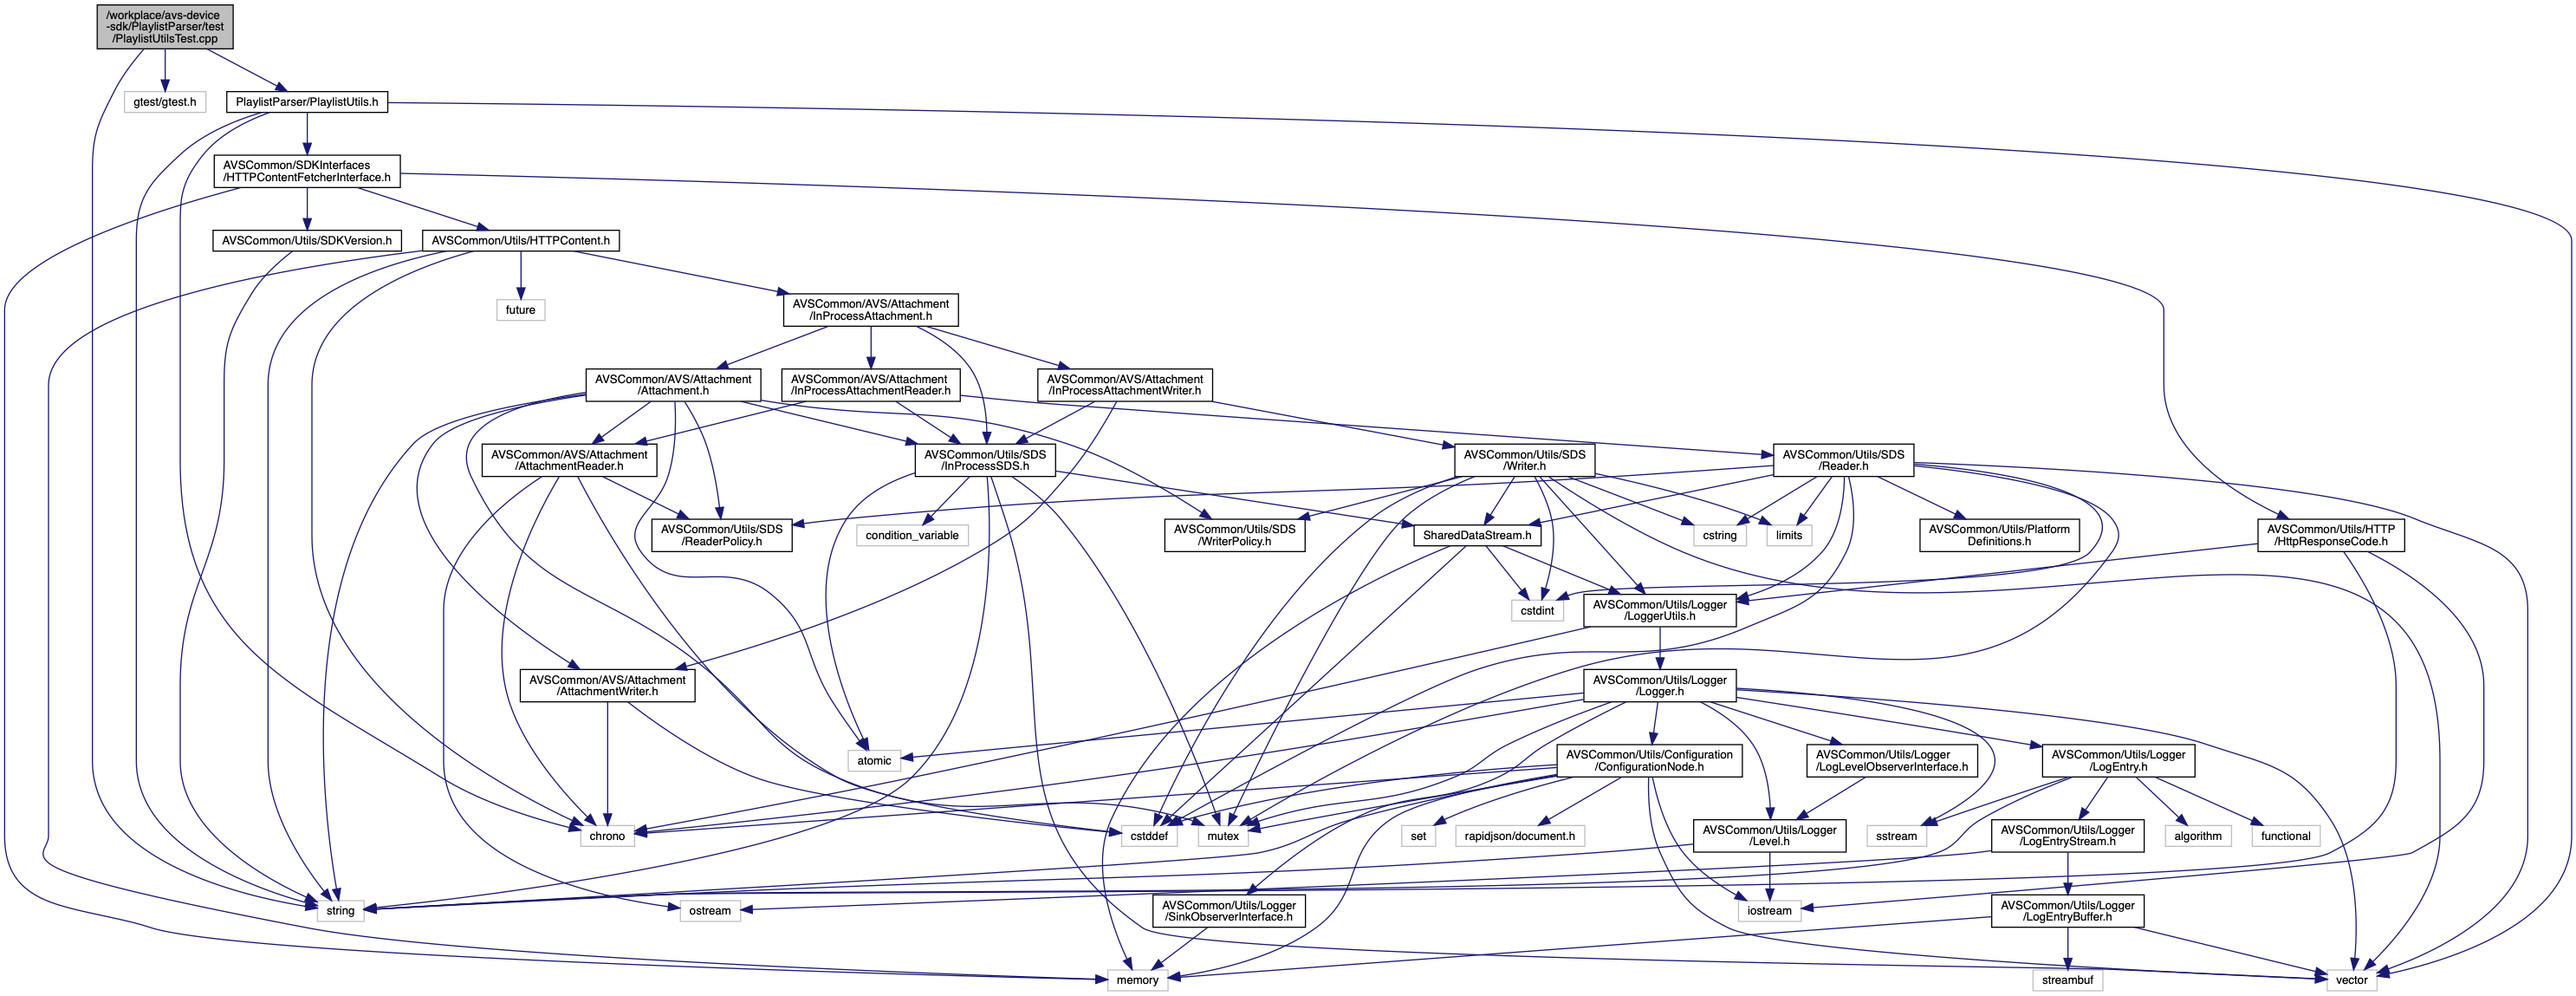 /workplace/avs-device
-sdk/PlaylistParser/test
/PlaylistUtilsTest.cpp
gtest/gtest.h
PlaylistParser/PlaylistUtils.h
AVSCommon/SDKInterfaces
/HTTPContentFetcherInterface.h
AVSCommon/Utils/SDKVersion.h
AVSCommon/Utils/HTTPContent.h
future
AVSCommon/AVS/Attachment
/InProcessAttachment.h
AVSCommon/AVS/Attachment
/Attachment.h
AVSCommon/AVS/Attachment
/InProcessAttachmentReader.h
AVSCommon/AVS/Attachment
/InProcessAttachmentWriter.h
AVSCommon/AVS/Attachment
/AttachmentReader.h
AVSCommon/Utils/SDS
/InProcessSDS.h
AVSCommon/Utils/SDS
/Writer.h
AVSCommon/Utils/SDS
/Reader.h
AVSCommon/Utils/SDS
/ReaderPolicy.h
condition_variable
AVSCommon/Utils/SDS
/WriterPolicy.h
SharedDataStream.h
cstring
limits
AVSCommon/Utils/Platform
Definitions.h
AVSCommon/Utils/HTTP
/HttpResponseCode.h
cstdint
AVSCommon/Utils/Logger
/LoggerUtils.h
AVSCommon/AVS/Attachment
/AttachmentWriter.h
AVSCommon/Utils/Logger
/Logger.h
atomic
AVSCommon/Utils/Configuration
/ConfigurationNode.h
AVSCommon/Utils/Logger
/LogLevelObserverInterface.h
AVSCommon/Utils/Logger
/LogEntry.h
chrono
cstddef
mutex
set
rapidjson/document.h
AVSCommon/Utils/Logger
/Level.h
sstream
AVSCommon/Utils/Logger
/LogEntryStream.h
algorithm
functional
string
ostream
AVSCommon/Utils/Logger
/SinkObserverInterface.h
iostream
AVSCommon/Utils/Logger
/LogEntryBuffer.h
memory
streambuf
vector